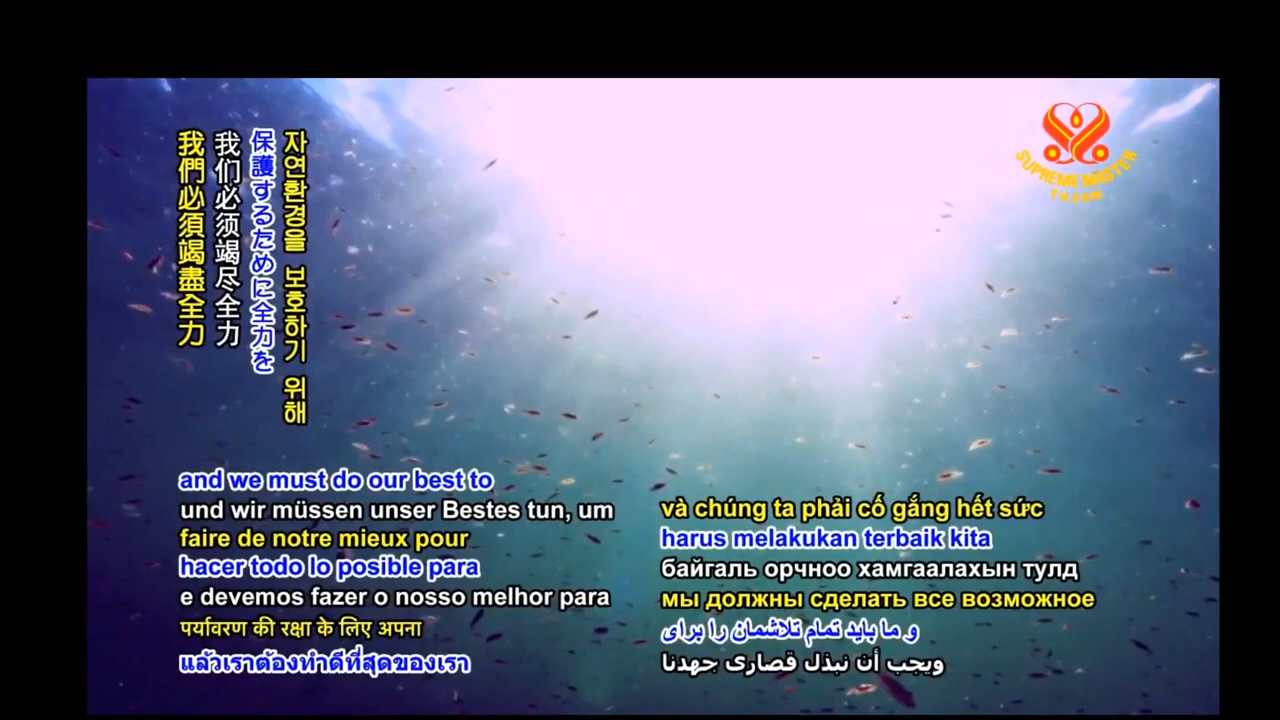 我們必須竭盡全力
我们必须竭尽全力
保護するために全力を
자연환경을 보호하기 위해
SUPREME MASTER
TV.com
and we must do our best to
und wir müssen unser Bestes tun, um
faire de notre mieux pour
hacer todo lo posible para
e devemos fazer o nosso melhor para
पर्यावरण की रक्षा के लिए अपना
แล้วเราต้องทำดีที่สุดของเรา
và chúng ta phải cố gắng hết sức
harus melakukan terbaik kita
байгаль орчноо хамгаалахын тулд
мы должны сделать все возможное
و ما باید تمام تلاشمان را برای
ويجب أن نبذل قصارى جهدنا